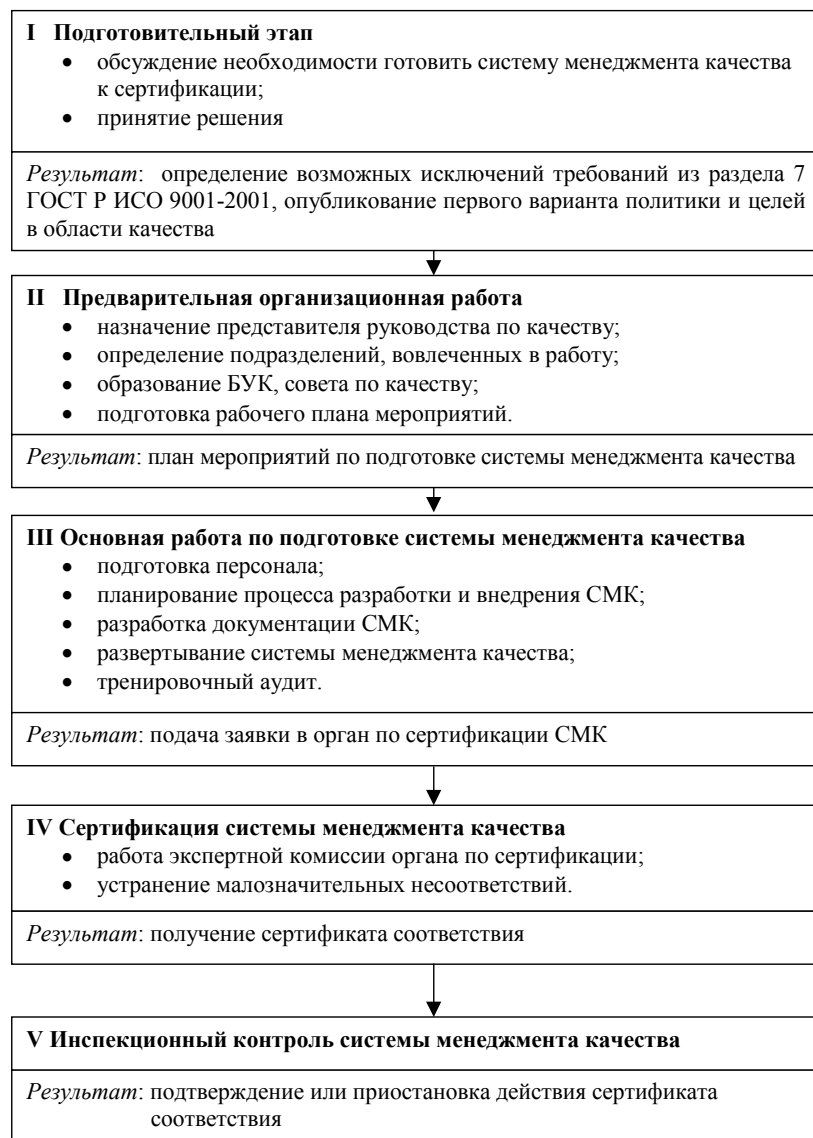 I Подготовительный этап
• обсуждение необходимости готовить систему менеджмента качества
к сертификации;
• принятие решения
Результат: определение возможных исключений требований из раздела 7
ГОСТ Р ИСО 9001-2001, опубликование первого варианта политики и целей
в области качества
II Предварительная организационная работа
• назначение представителя руководства по качеству;
• определение подразделений, вовлеченных в работу;
• образование БУК, совета по качеству;
• подготовка рабочего плана мероприятий.
Результат: план мероприятий по подготовке системы менеджмента качества
III Основная работа по подготовке системы менеджмента качества
• подготовка персонала;
• планирование процесса разработки и внедрения СМК;
• разработка документации СМК;
• развертывание системы менеджмента качества;
• тренировочный аудит.
Результат: подача заявки в орган по сертификации СМК
IV Сертификация системы менеджмента качества
• работа экспертной комиссии органа по сертификации;
• устранение малозначительных несоответствий.
Результат: получение сертификата соответствия
V Инспекционный контроль системы менеджмента качества
Результат: подтверждение или приостановка действия сертификата
соответствия